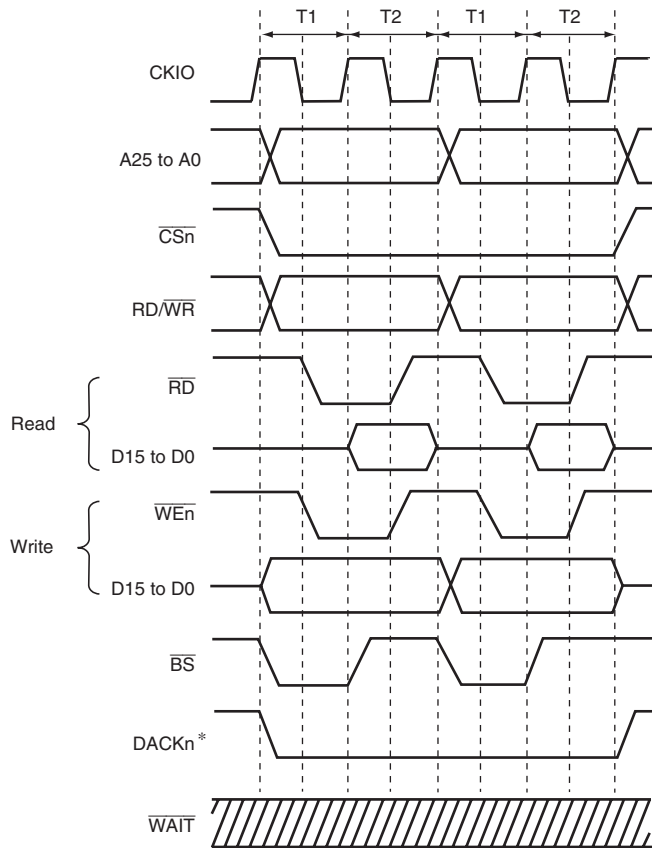 T1 T2 T1 T2
CKIO
A25 to A0
CSn
RD/WR
RD
Read
D15 to D0
WEn
Write
D15 to D0
BS
DACKn*
WAIT